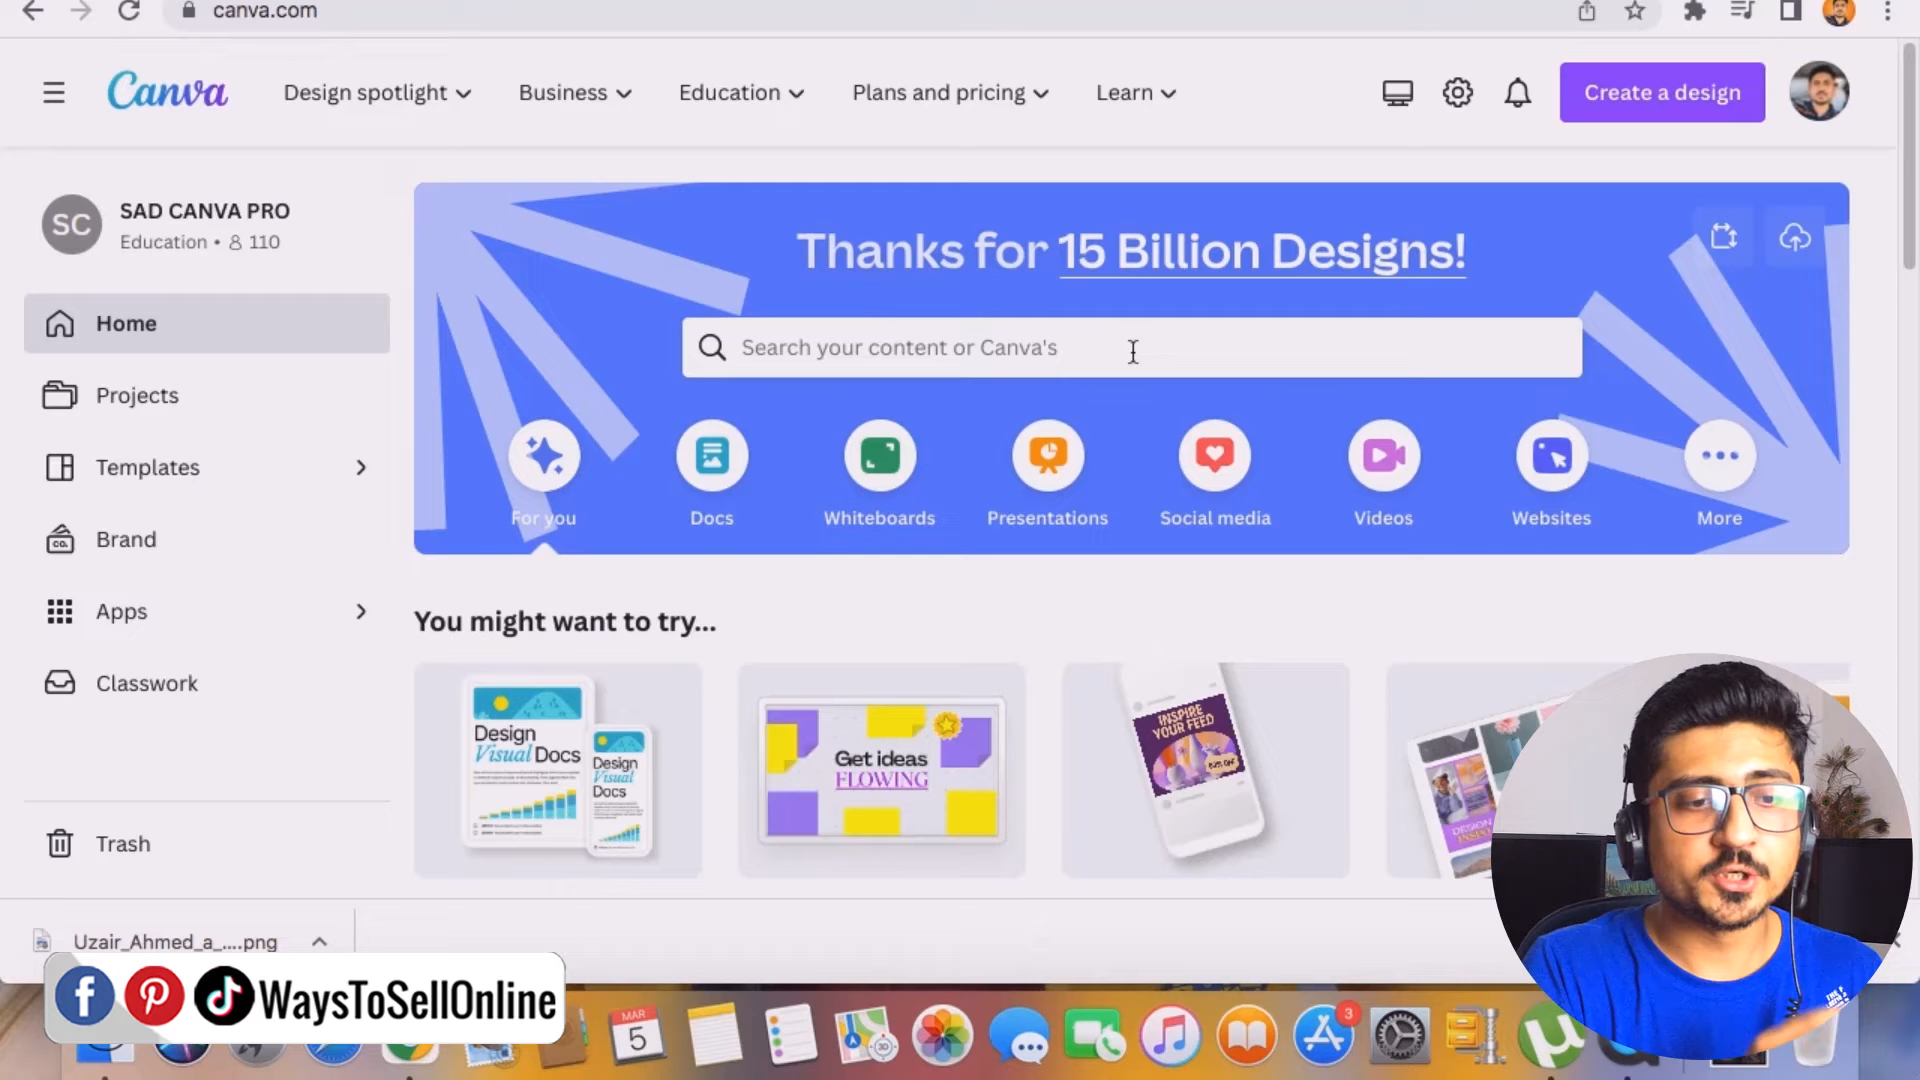 canva.com
Canva
Design spotlight
Business
Education
Plans and pricing
Learn
Create a design
SC
SAD CANVA PRO
Education • 110
Home
Projects
Templates
CO.
Brand
Apps
Classwork
Trash
Thanks for 15 Billion Designs!
Search your content or Canva's
For you
Docs
Whiteboards
Presentations
Social media
Videos
Websites
More
You might want to try...
Design
Visual Docs
Design
Visual
Docs
Get ideas
FLOWING
INSPIRE
YOUR FEED
Uzair_Ahmed_a_....png
WaysToSellOnline
MAR
5
3D
3